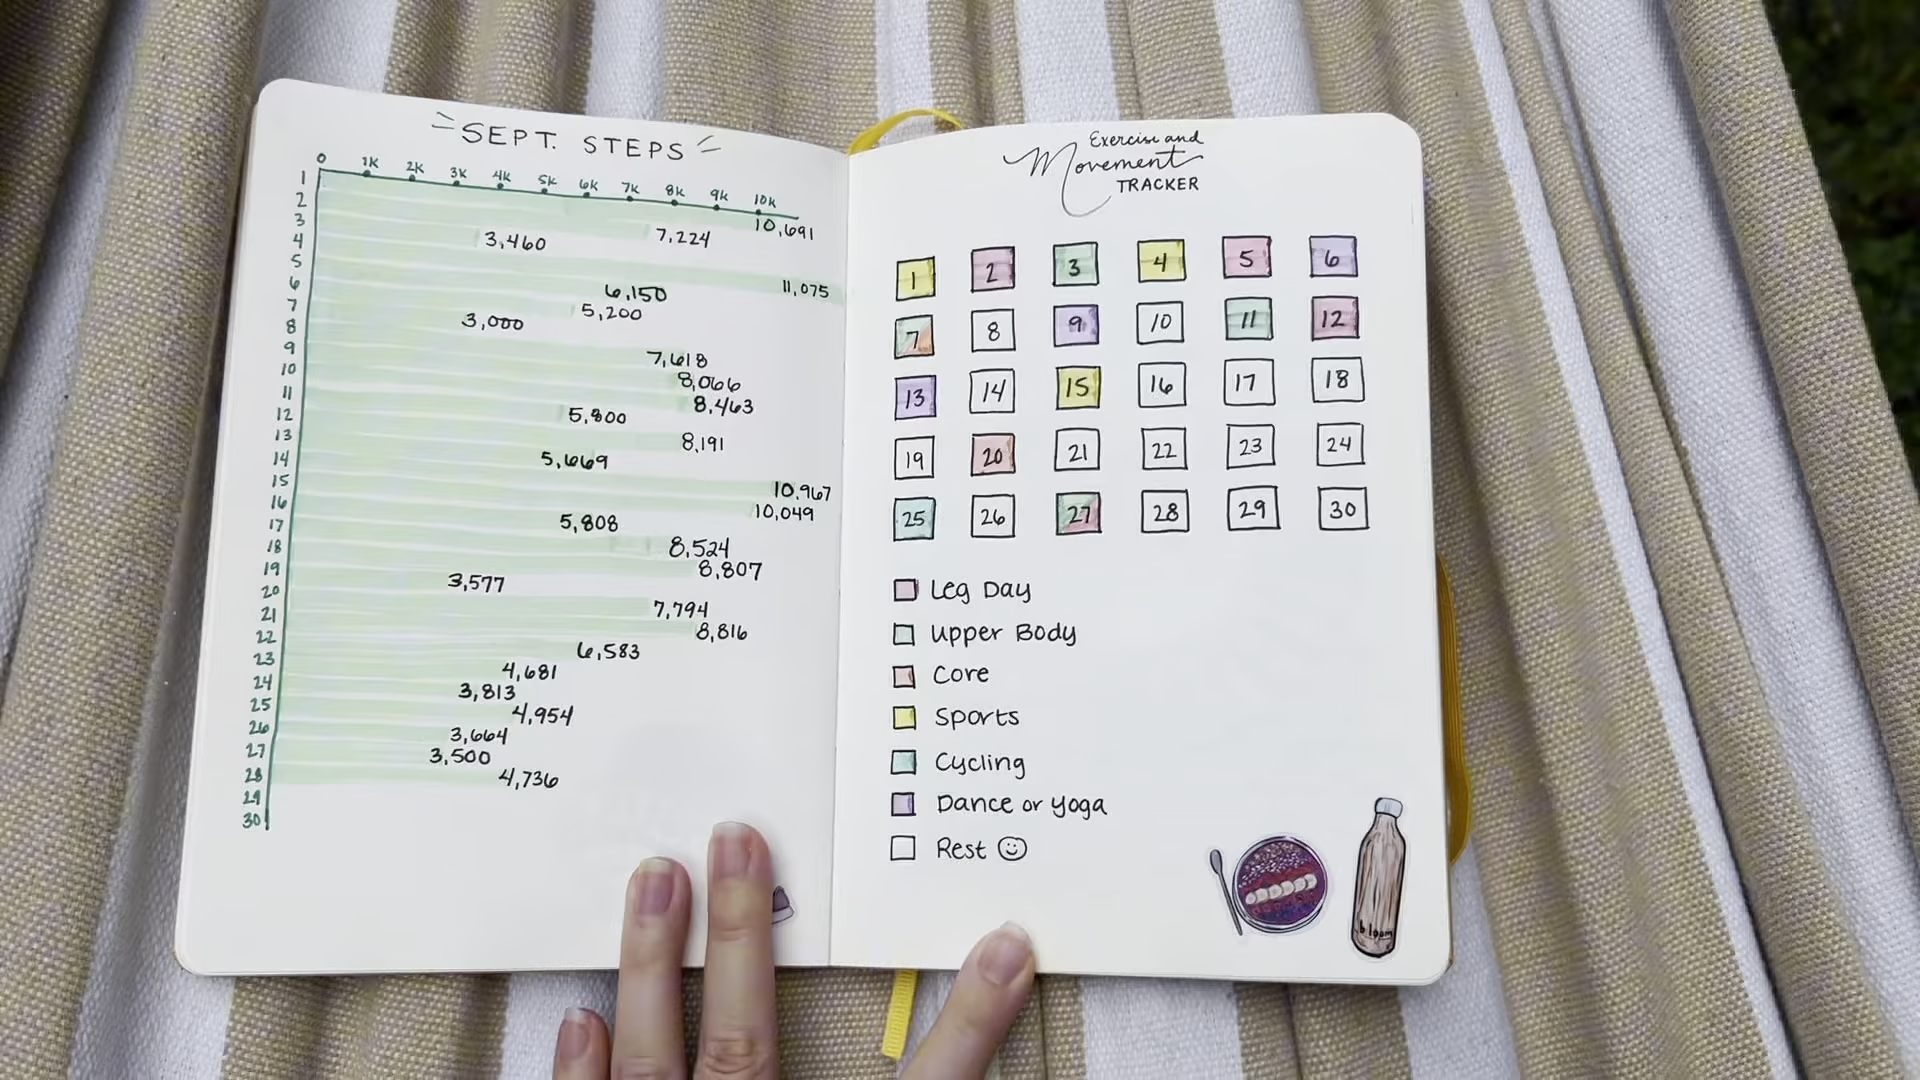 SEPT. STEPS
0 1K 2K 3K 4K 5K 6K 7K 8K 9K 10K
1
2 10,691
3 7,224
4 3,460
5 11,075
6 6,150
7 5,200
8 3,000
9 7,618
10 8,066
11 8,463
12 5,800
13 8,191
14 5,669
15 10,967
16 10,049
17 5,808
18 8,524
19 8,807
20 3,577
21 7,794
22 8,816
23 6,583
24 4,681
25 3,813
26 4,954
27 3,664
28 3,500
29 4,736
30
Exercise and
Movement
TRACKER
1 2 3 4 5 6
7 8 9 10 11 12
13 14 15 16 17 18
19 20 21 22 23 24
25 26 27 28 29 30
Leg Day
Upper Body
Core
Sports
Cycling
Dance or Yoga
Rest
bloom